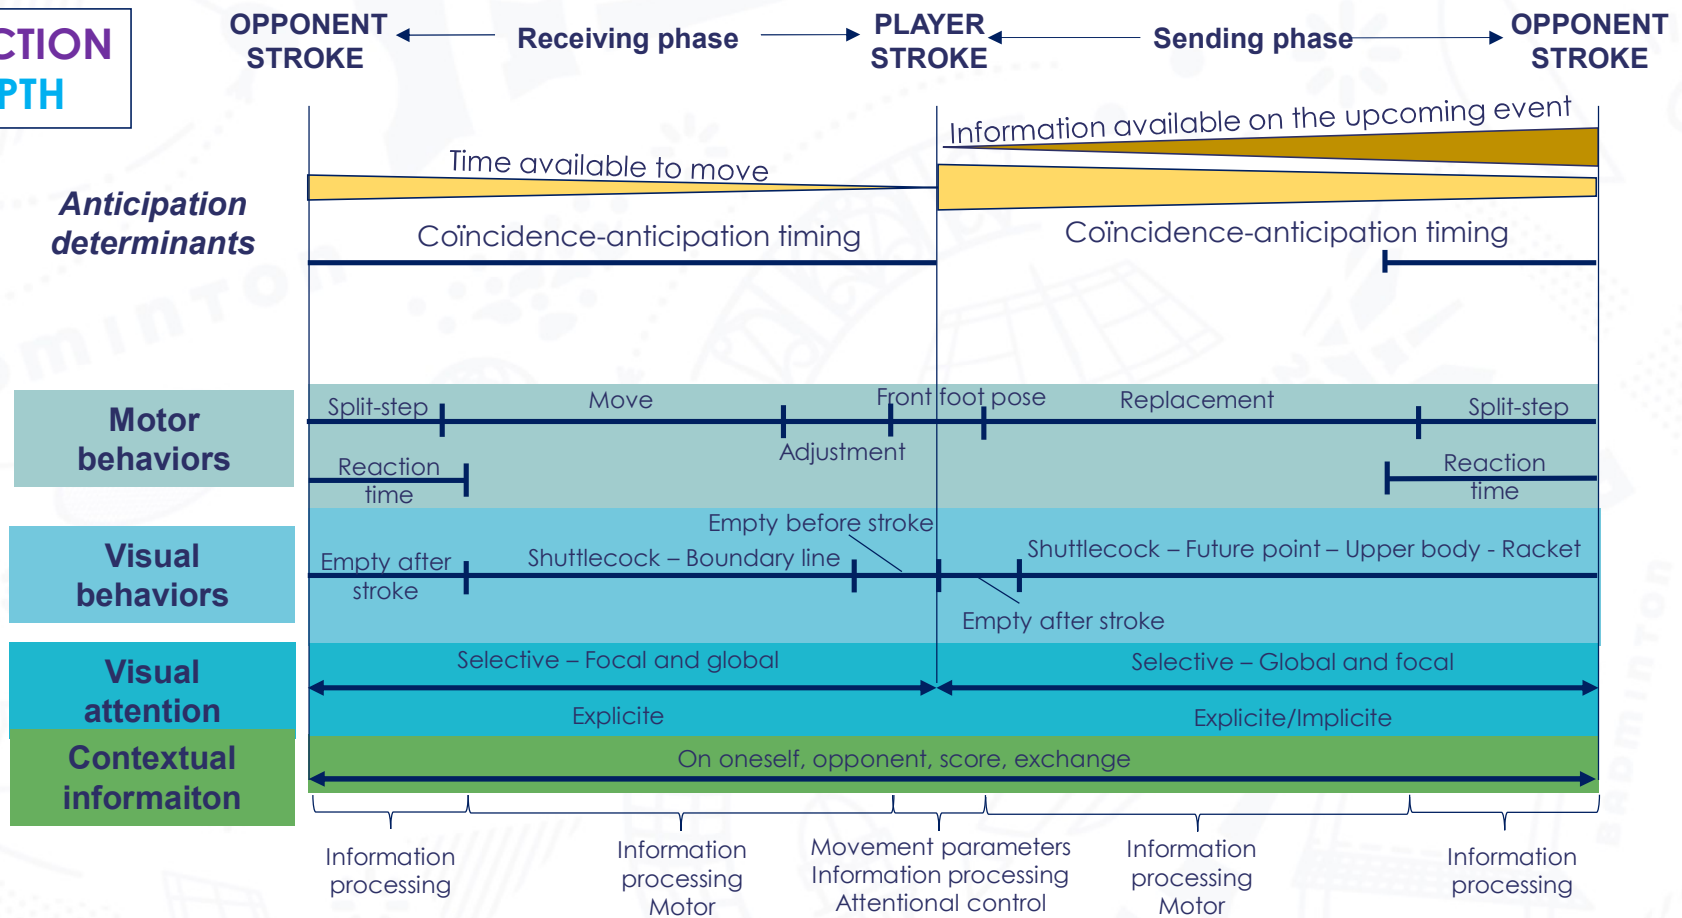 CTION
PTH
OPPONENT
STROKE
Receiving phase
PLAYER
STROKE
Sending phase
OPPONENT
STROKE
Anticipation
determinants
Time available to move
Information available on the upcoming event
Coïncidence-anticipation timing
Coïncidence-anticipation timing
Motor
behaviors
Split-step
Move
Front foot pose
Replacement
Split-step
Adjustment
Reaction
time
Reaction
time
Visual
behaviors
Empty before stroke
Empty after
stroke
Shuttlecock – Boundary line
Shuttlecock – Future point – Upper body - Racket
Empty after stroke
Visual
attention
Selective – Focal and global
Selective – Global and focal
Explicite
Explicite/Implicite
Contextual
informaiton
On oneself, opponent, score, exchange
Information
processing
Information
processing
Motor
Movement parameters
Information processing
Attentional control
Information
processing
Motor
Information
processing
BADMINTON